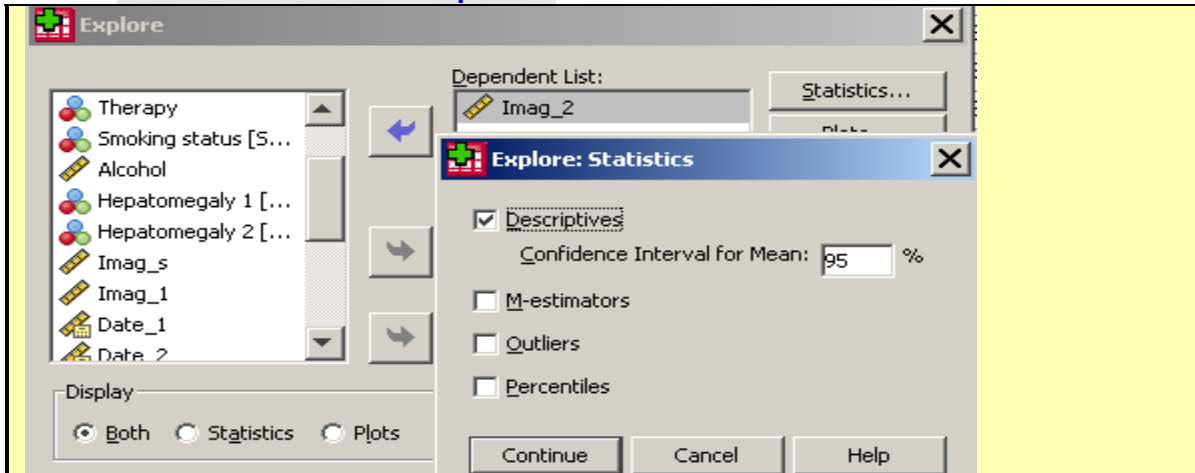 Explore
Dependent List:
Imag_2
Statistics...
Therapy
Smoking status [S...
Alcohol
Hepatomegaly 1 [...
Hepatomegaly 2 [...
Imag_s
Imag_1
Date_1
Date_2
Display
Both Statistics Plots
Explore: Statistics
Descriptives
Confidence Interval for Mean: 95 %
M-estimators
Outliers
Percentiles
Continue Cancel Help